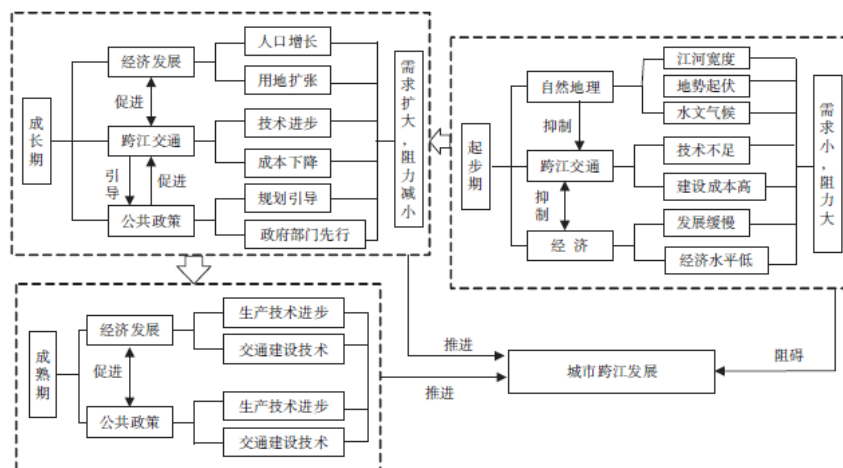 成长期
经济发展
促进
跨江交通
引导
促进
公共政策
人口增长
用地扩张
技术进步
成本下降
规划引导
政府部门先行
需求扩大，阻力减小
起步期
自然地理
抑制
跨江交通
抑制
经 济
江河宽度
地势起伏
水文气候
技术不足
建设成本高
发展缓慢
经济水平低
需求小，阻力大
成熟期
经济发展
促进
公共政策
生产技术进步
交通建设技术
生产技术进步
交通建设技术
推进
推进
城市跨江发展
阻碍